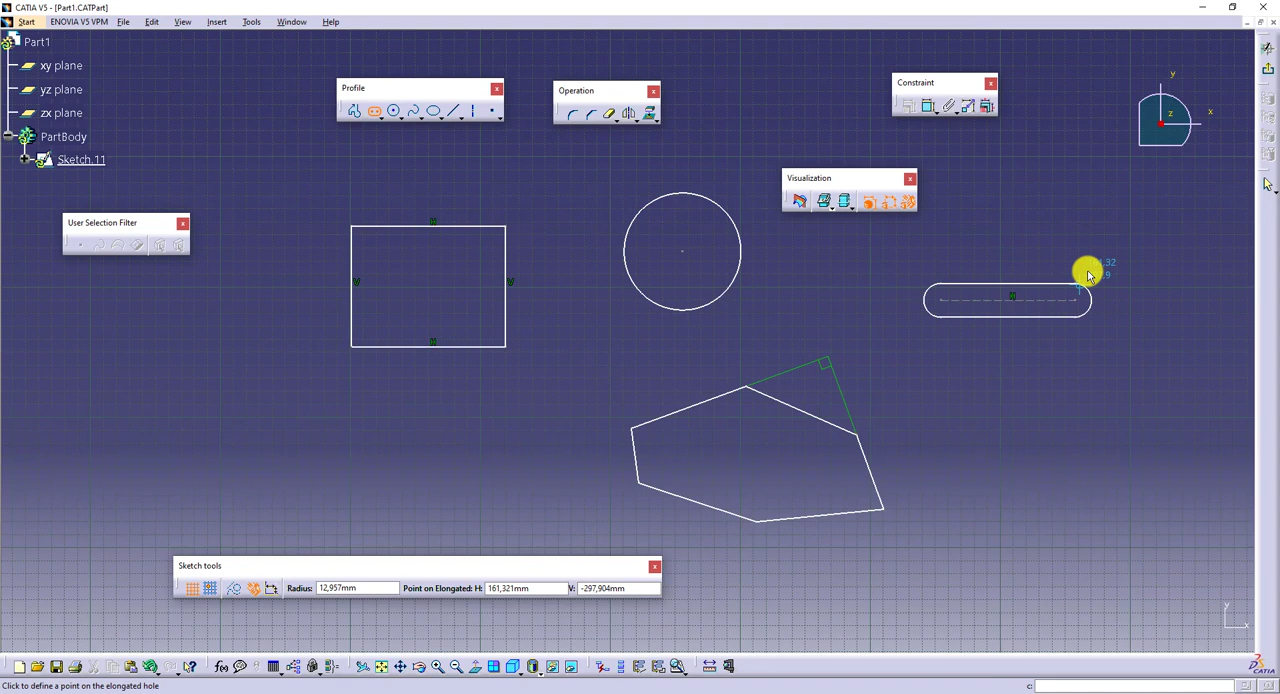 CATIA V5 - [Part1.CATPart]
Start ENOVIA V5 VPM File Edit View Insert Tools Window Help
Part1
xy plane
yz plane
zx plane
PartBody
Sketch.11
Profile
Operation
Constraint
y
x
z
Visualization
User Selection Filter
H
V
V
H
H
Sketch tools
Radius: 12,957mm Point on Elongated: H: 161,321mm V: -297,904mm
y
x
f(x)
CATIA
Click to define a point on the elongated hole
c: